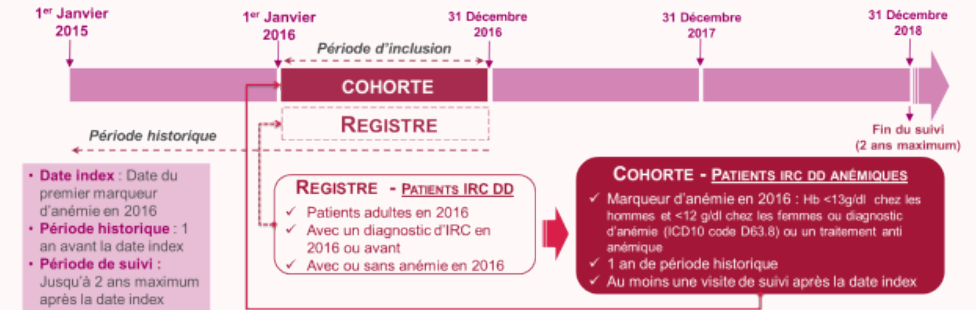 1er Janvier
2015
1er Janvier
2016
31 Décembre
2016
31 Décembre
2017
31 Décembre
2018
Période d'inclusion
COHORTE
REGISTRE
Période historique
Fin du suivi
(2 ans maximum)
• Date index : Date du
premier marqueur
d'anémie en 2016
• Période historique : 1
an avant la date index
• Période de suivi :
Jusqu'à 2 ans maximum
après la date index
REGISTRE - PATIENTS IRC DD
✓ Patients adultes en 2016
✓ Avec un diagnostic d'IRC en
2016 ou avant
✓ Avec ou sans anémie en 2016
COHORTE - PATIENTS IRC DD ANÉMIQUES
✓ Marqueur d'anémie en 2016 : Hb <13g/dl chez les
hommes et <12 g/dl chez les femmes ou diagnostic
d'anémie (ICD10 code D63.8) ou un traitement anti
anémique
✓ 1 an de période historique
✓ Au moins une visite de suivi après la date index